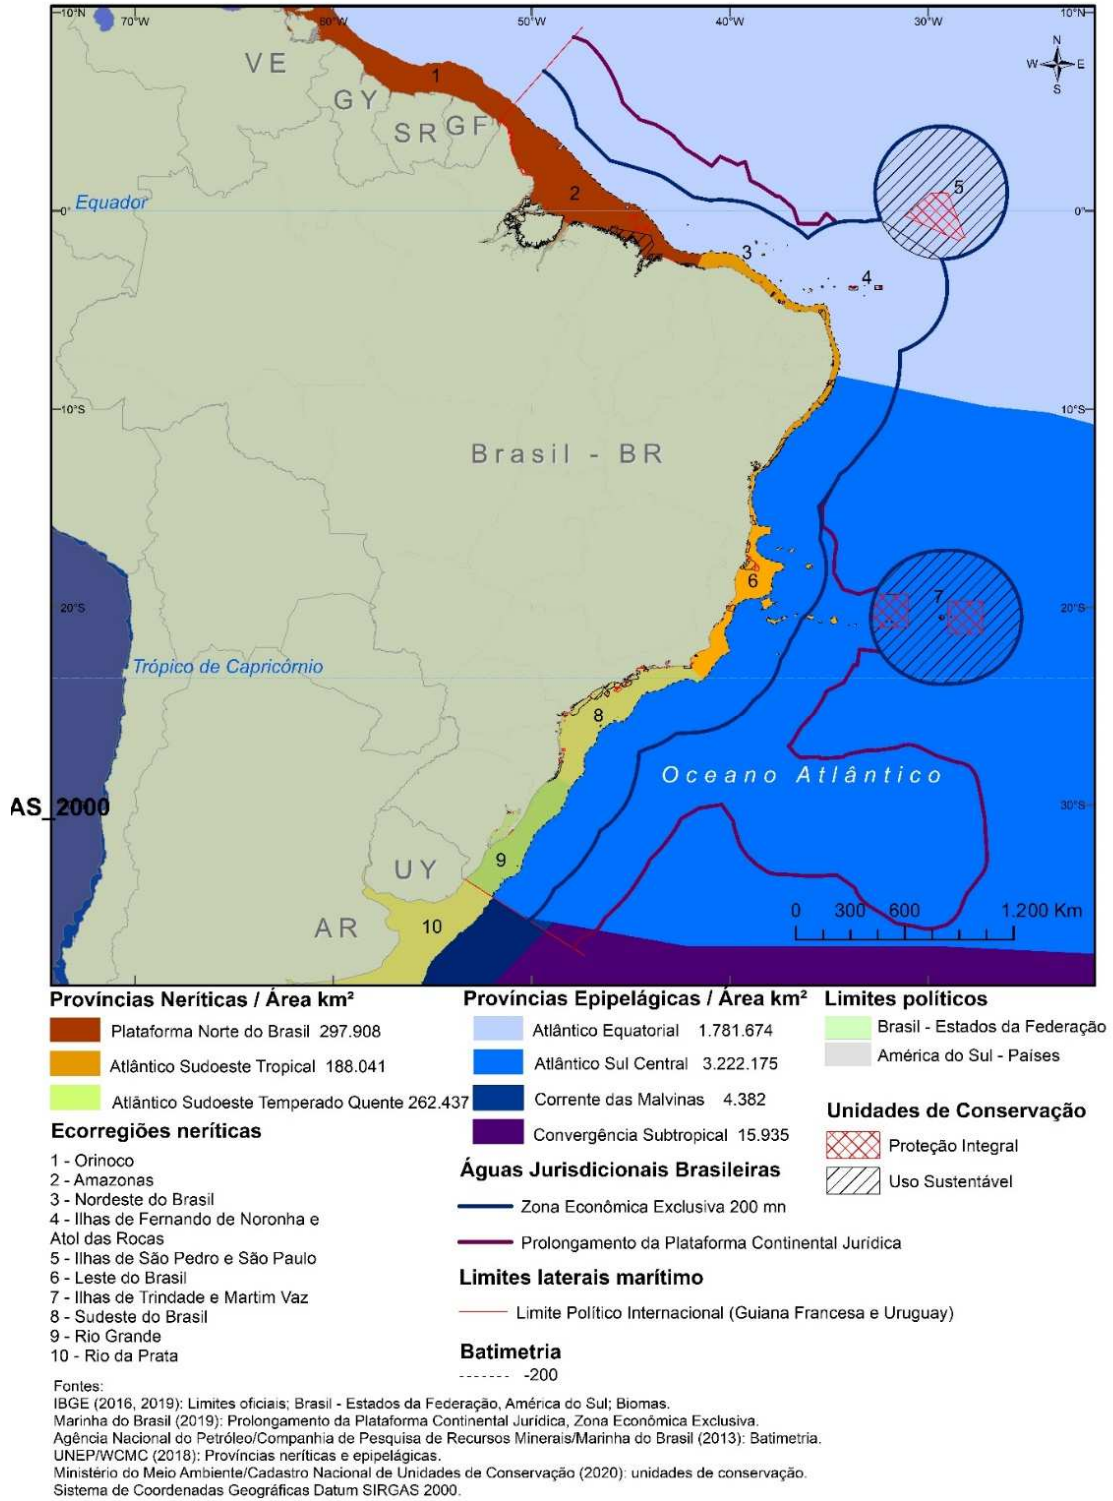 10°N
70°W
60°W
50°W
40°W
30°W
10°N
N
W
E
S
VE
GY
SR
GF
1
2
Equador
0°
0°
3
4
5
10°S
10°S
Brasil - BR
6
7
20°S
20°S
Trópico de Capricórnio
8
Oceano Atlântico
AS_2000
30°S
UY
9
AR
10
0 300 600 1.200 Km
Províncias Neríticas / Área km²
Plataforma Norte do Brasil 297.908
Atlântico Sudoeste Tropical 188.041
Atlântico Sudoeste Temperado Quente 262.437
Ecorregiões neríticas
1 - Orinoco
2 - Amazonas
3 - Nordeste do Brasil
4 - Ilhas de Fernando de Noronha e
Atol das Rocas
5 - Ilhas de São Pedro e São Paulo
6 - Leste do Brasil
7 - Ilhas de Trindade e Martim Vaz
8 - Sudeste do Brasil
9 - Rio Grande
10 - Rio da Prata
Províncias Epipelágicas / Área km²
Atlântico Equatorial 1.781.674
Atlântico Sul Central 3.222.175
Corrente das Malvinas 4.382
Convergência Subtropical 15.935
Águas Jurisdicionais Brasileiras
Zona Econômica Exclusiva 200 mn
Prolongamento da Plataforma Continental Jurídica
Limites laterais marítimo
Limite Político Internacional (Guiana Francesa e Uruguay)
Batimetria
-200
Limites políticos
Brasil - Estados da Federação
América do Sul - Países
Unidades de Conservação
Proteção Integral
Uso Sustentável
Fontes:
IBGE (2016, 2019): Limites oficiais; Brasil - Estados da Federação, América do Sul; Biomas.
Marinha do Brasil (2019): Prolongamento da Plataforma Continental Jurídica, Zona Econômica Exclusiva.
Agência Nacional do Petróleo/Companhia de Pesquisa de Recursos Minerais/Marinha do Brasil (2013): Batimetria.
UNEP/WCMC (2018): Províncias neríticas e epipelágicas.
Ministério do Meio Ambiente/Cadastro Nacional de Unidades de Conservação (2020): unidades de conservação.
Sistema de Coordenadas Geográficas Datum SIRGAS 2000.